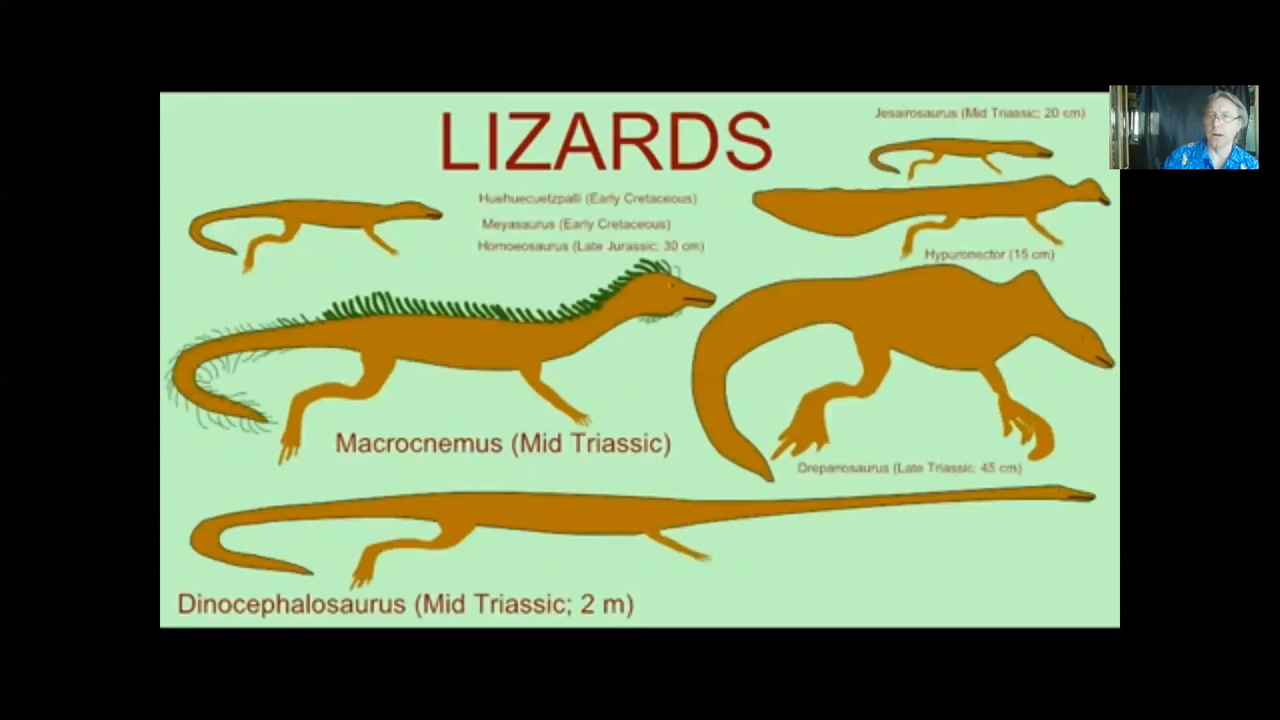 LIZARDS
Jesairosaurus (Mid Triassic; 20 cm)
Huehuecuetzpalli (Early Cretaceous)
Meyasaurus (Early Cretaceous)
Homoeosaurus (Late Jurassic; 30 cm)
Hypuronector (15 cm)
Macrocnemus (Mid Triassic)
Drepanosaurus (Late Triassic; 45 cm)
Dinocephalosaurus (Mid Triassic; 2 m)